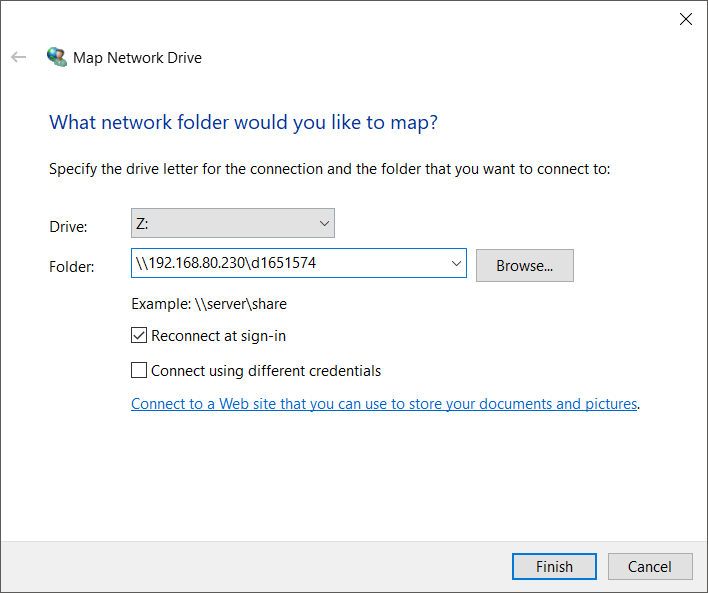 Map Network Drive
What network folder would you like to map?
Specify the drive letter for the connection and the folder that you want to connect to:
Drive: Z:
Folder: \\192.168.80.230\d1651574 Browse...
Example: \\server\share
Reconnect at sign-in
Connect using different credentials
Connect to a Web site that you can use to store your documents and pictures.
Finish Cancel